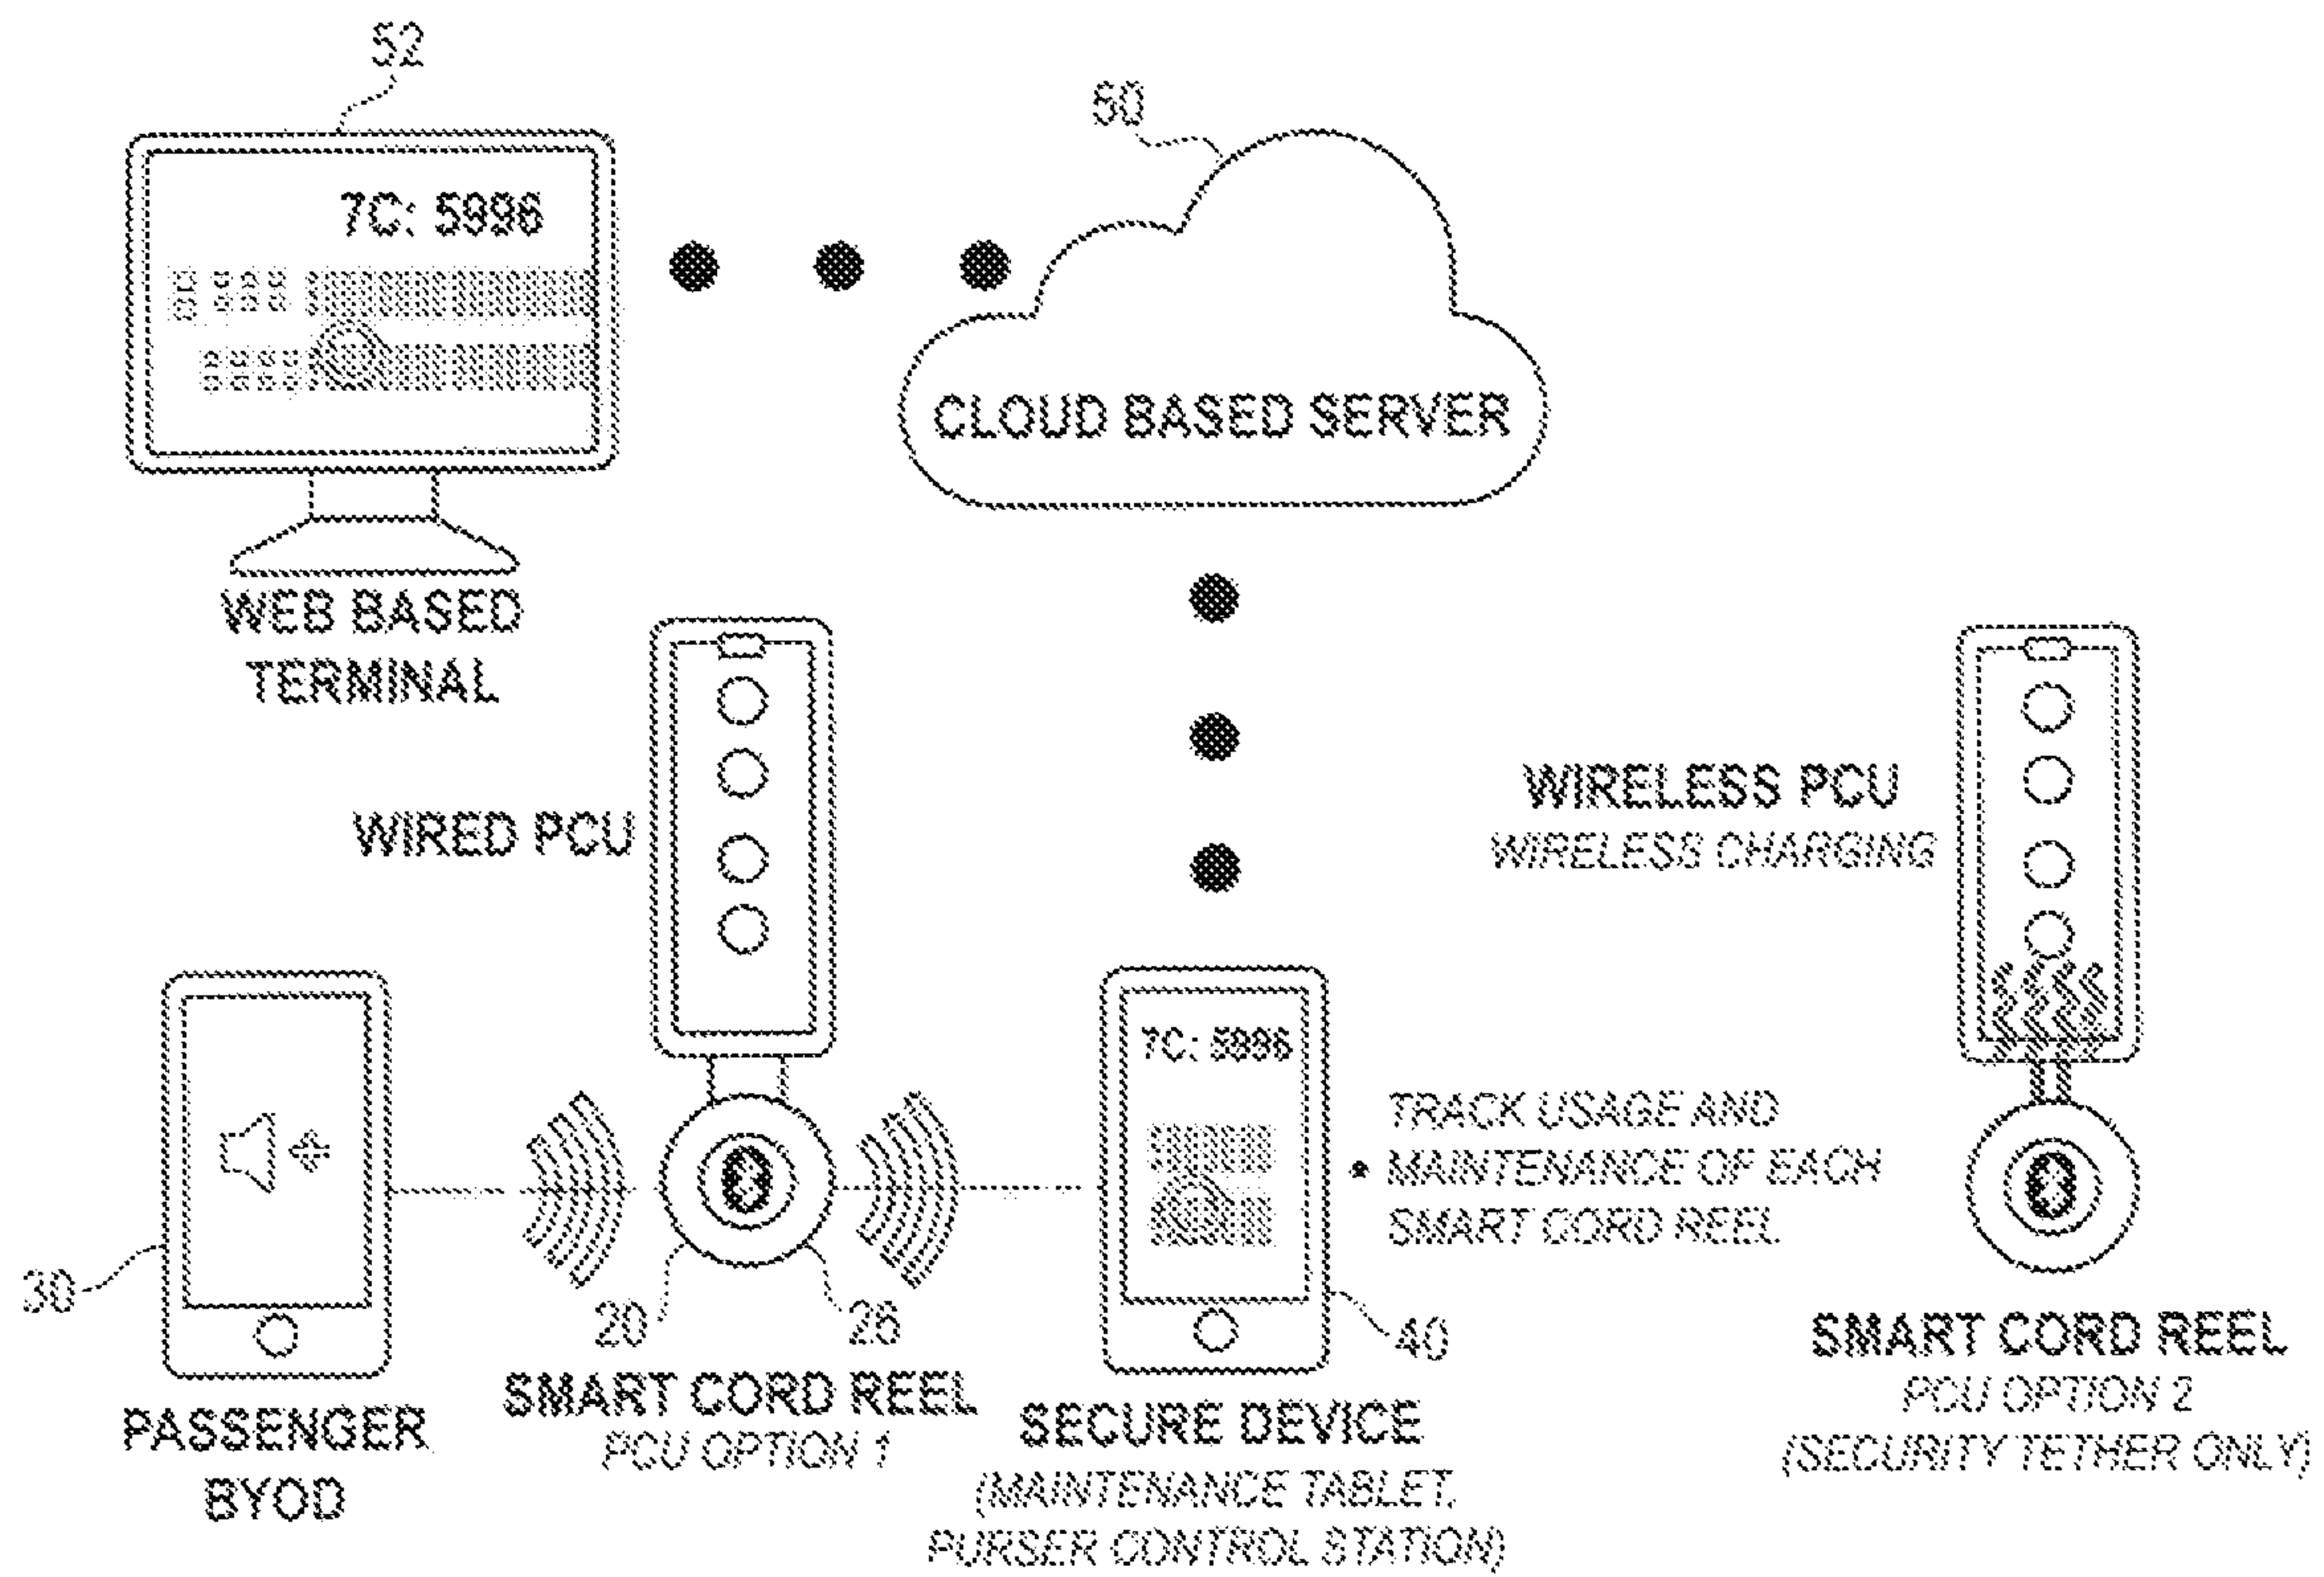 52
50
7C: 5996
CLOUD BASED SERVER
WEB BASED
TERMINAL
WIRED PCU
WIRELESS PCU
WIRELESS CHARGING
7C: 5996
TRACK USAGE AND
• MAINTENANCE OF EACH
SMART CORD REEL
30
20
26
40
PASSENGER
BYOD
SMART CORD REEL
PCU OPTION 1
SECURE DEVICE
(MAINTENANCE TABLET,
PURSER CONTROL STATION)
SMART CORD REEL
PCU OPTION 2
(SECURITY TETHER ONLY)